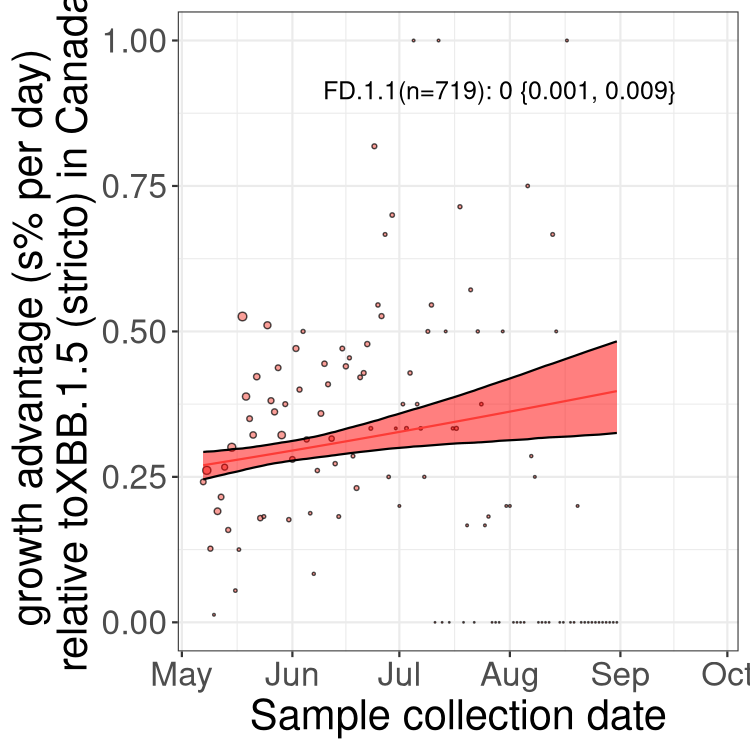 growth advantage (s% per day)
relative toXBB.1.5 (stricto) in Canada
1.00
0.75
0.50
0.25
0.00
FD.1.1(n=719): 0 {0.001, 0.009}
May Jun Jul Aug Sep Oct
Sample collection date